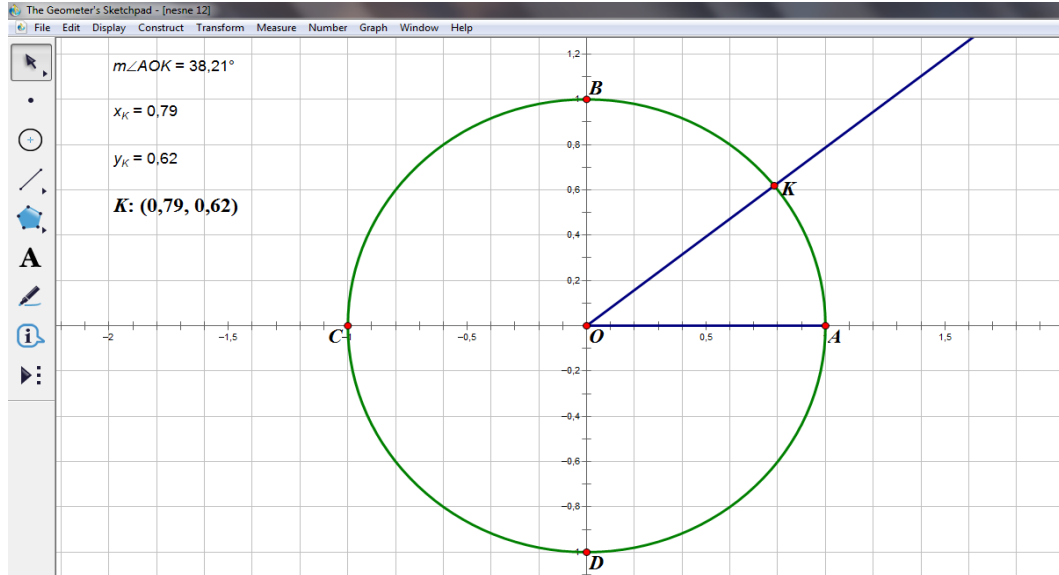 The Geometer's Sketchpad - [nesne 12]
File Edit Display Construct Transform Measure Number Graph Window Help
m∠AOK = 38,21°
x_K = 0,79
y_K = 0,62
K: (0,79, 0,62)
A
1,2
B
1
0,8
0,6
K
0,4
0,2
−2
−1,5
C
−1
−0,5
O
0,5
A
1,5
−0,2
−0,4
−0,6
−0,8
−1
D